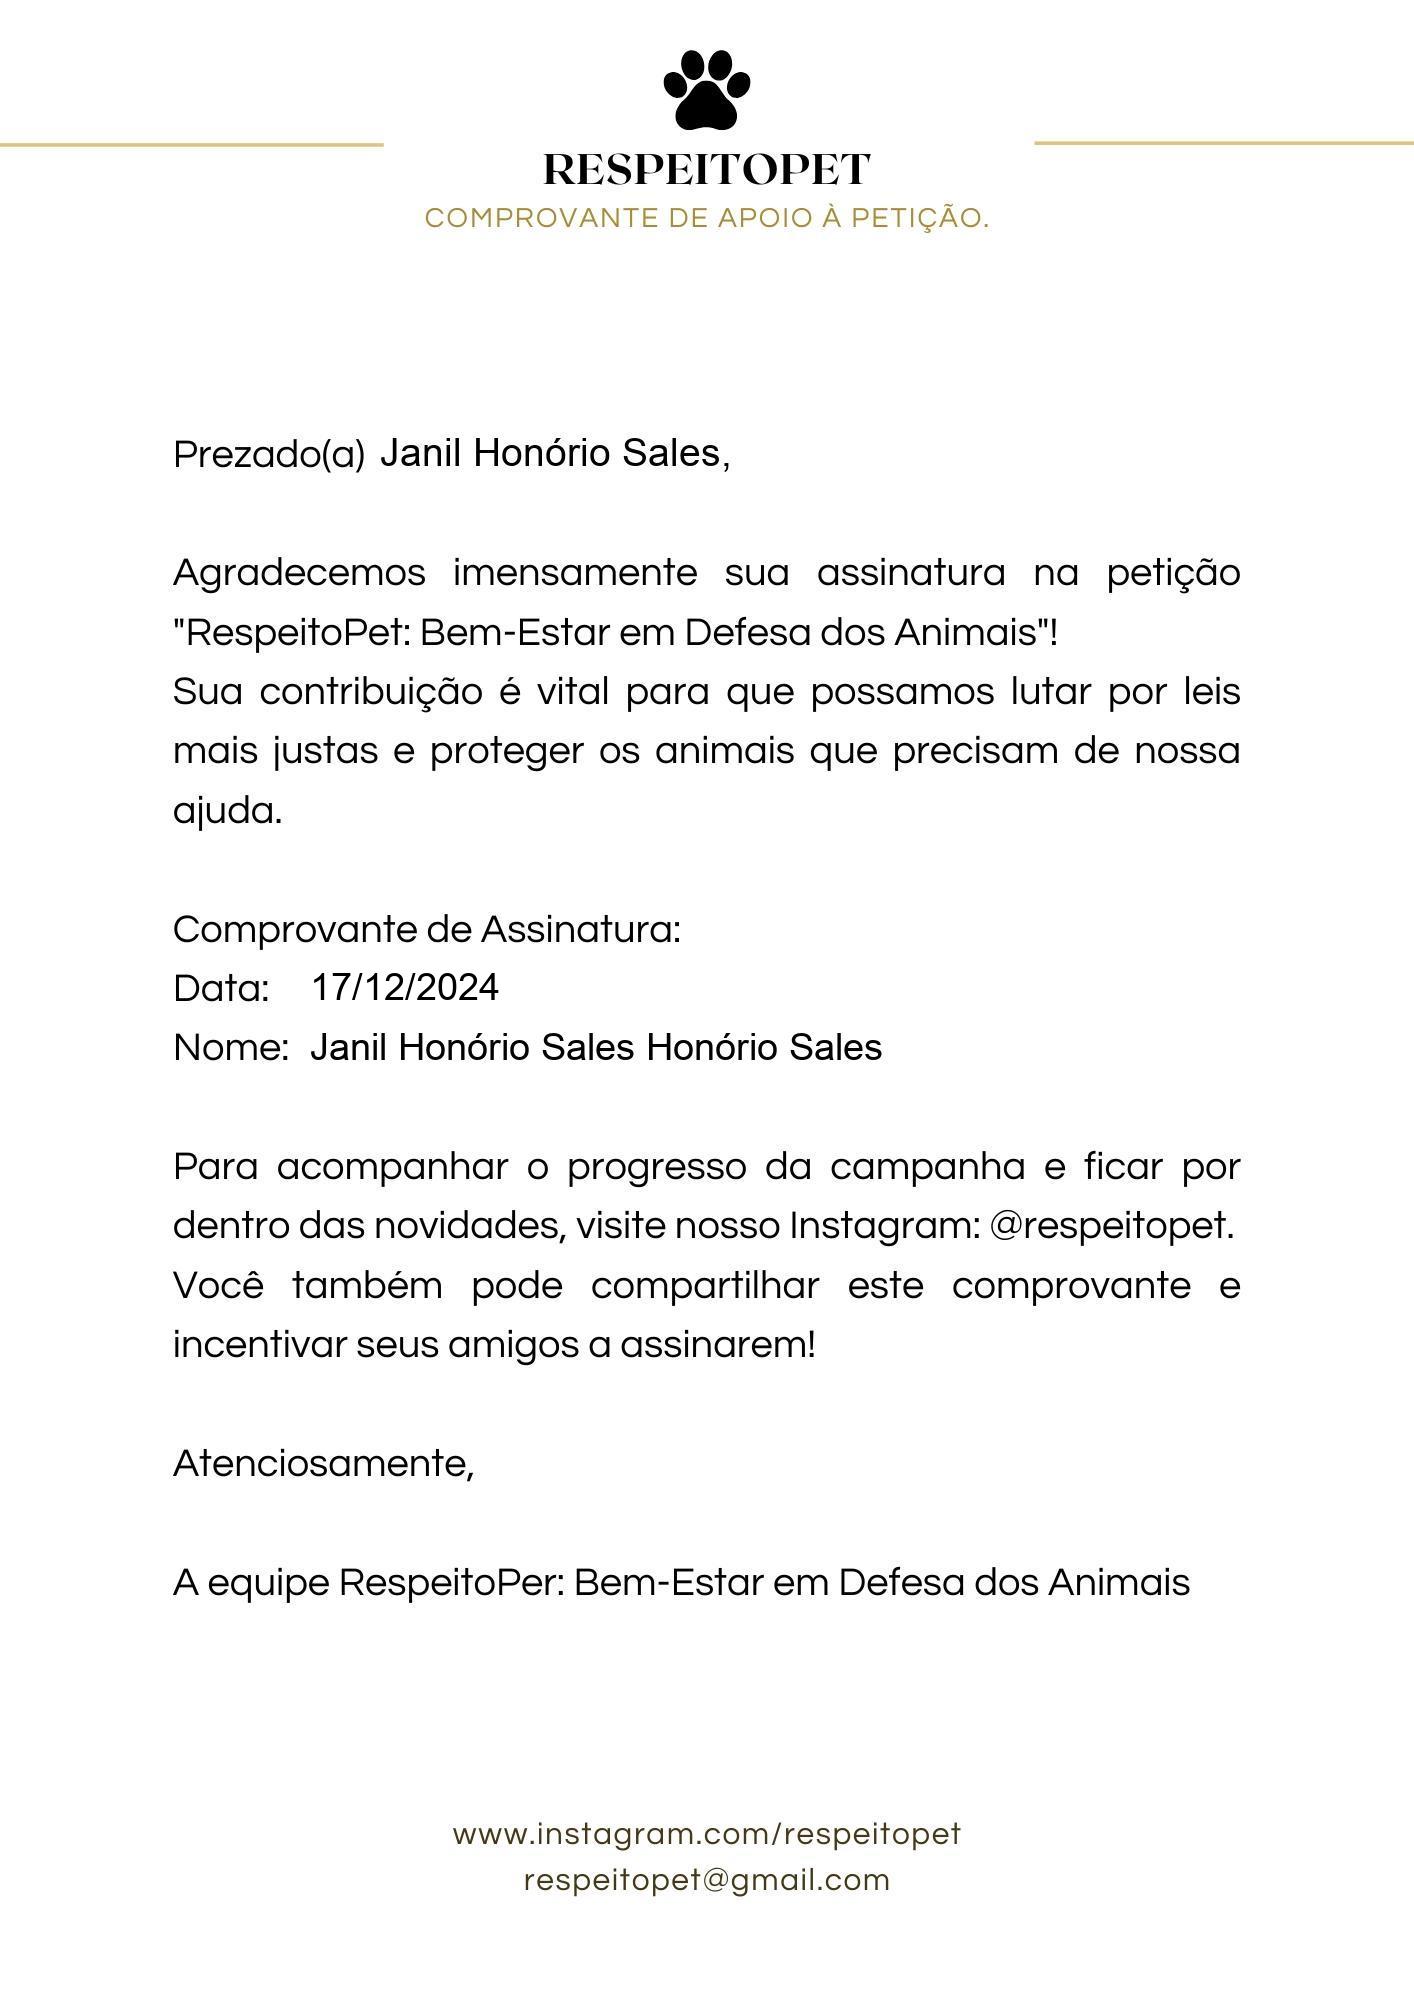 RESPEITOPET
COMPROVANTE DE APOIO À PETIÇÃO.
Prezado(a) Janil Honório Sales,
Agradecemos imensamente sua assinatura na petição
"RespeitoPet: Bem-Estar em Defesa dos Animais"!
Sua contribuição é vital para que possamos lutar por leis
mais justas e proteger os animais que precisam de nossa
ajuda.
Comprovante de Assinatura:
Data: 17/12/2024
Nome: Janil Honório Sales Honório Sales
Para acompanhar o progresso da campanha e ficar por
dentro das novidades, visite nosso Instagram: @respeitopet.
Você também pode compartilhar este comprovante e
incentivar seus amigos a assinarem!
Atenciosamente,
A equipe RespeitoPer: Bem-Estar em Defesa dos Animais
www.instagram.com/respeitopet
respeitopet@gmail.com